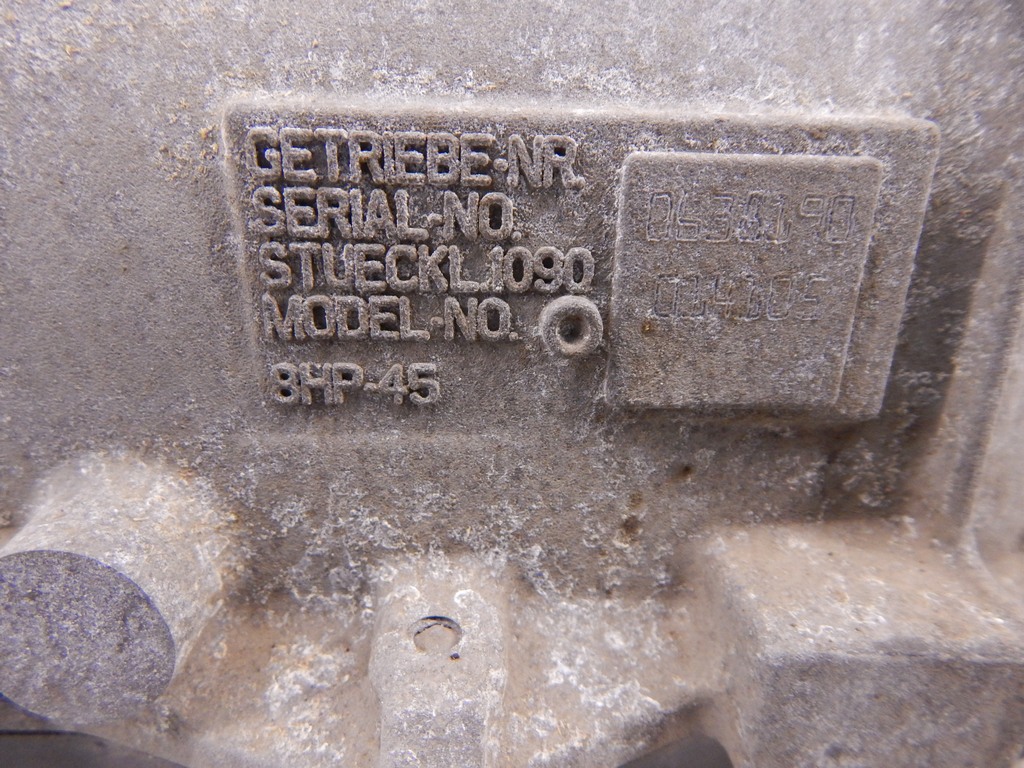 GETRIEBE-NR.
SERIAL-NO.
STUECKL.1090
MODEL-NO.
8HP-45